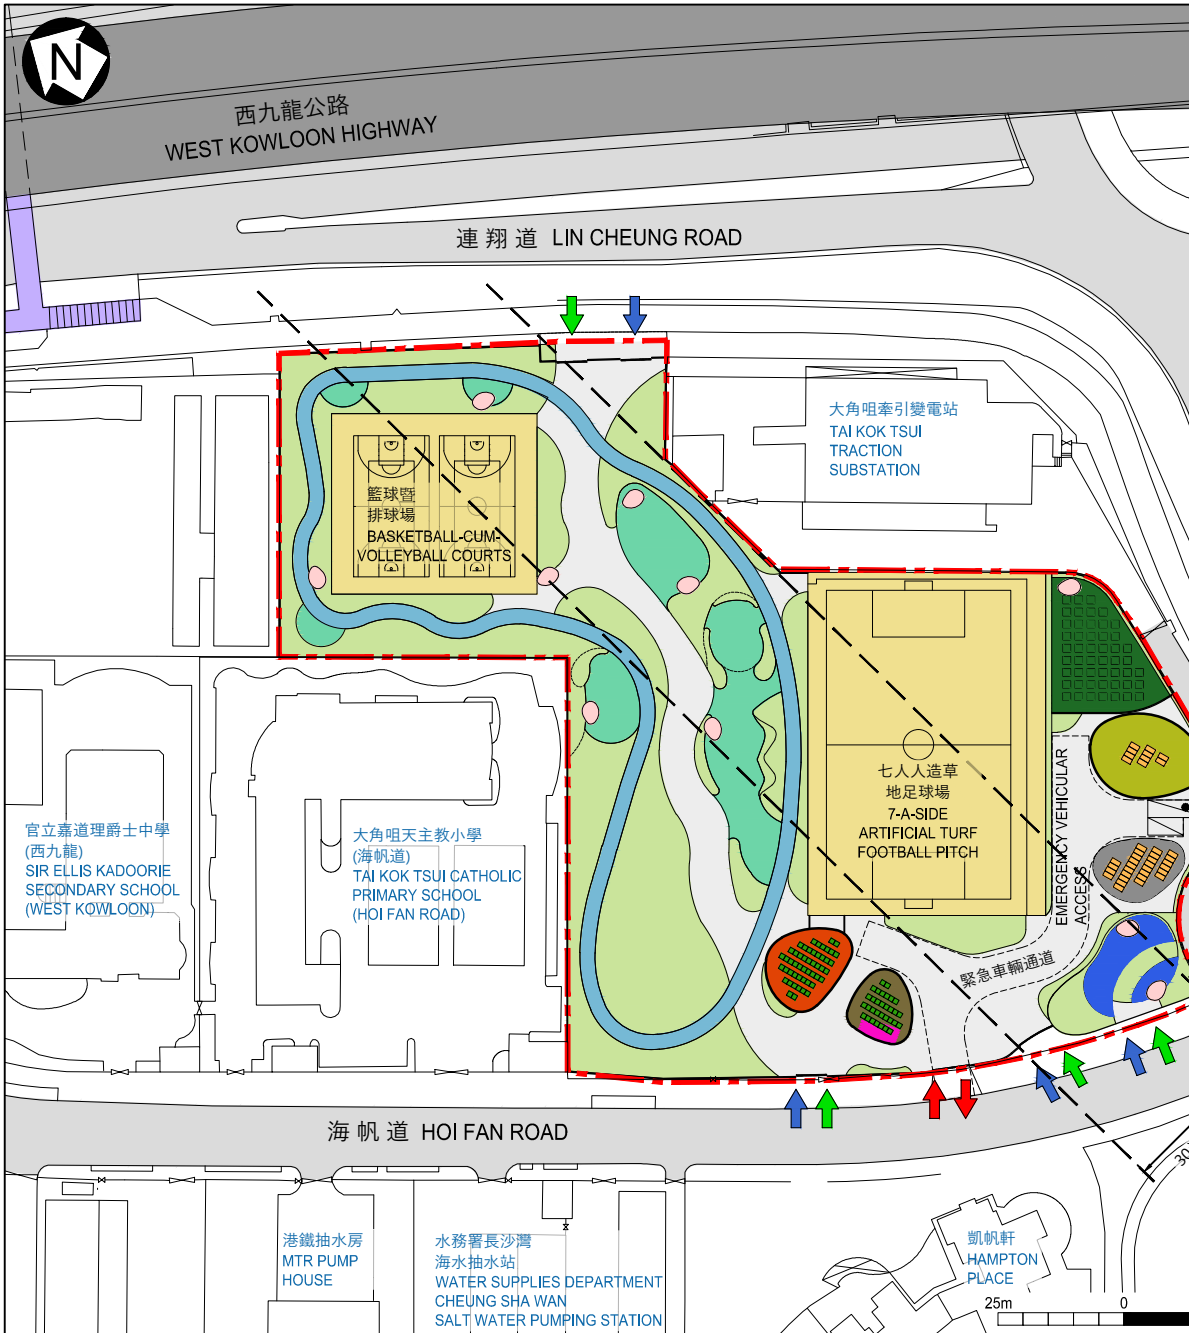 N
西九龍公路
WEST KOWLOON HIGHWAY
連翔道 LIN CHEUNG ROAD
大角咀牽引變電站
TAI KOK TSUI
TRACTION
SUBSTATION
籃球暨
排球場
BASKETBALL-CUM-
VOLLEYBALL COURTS
七人人造草
地足球場
7-A-SIDE
ARTIFICIAL TURF
FOOTBALL PITCH
EMERGENCY VEHICULAR
ACCESS
緊急車輛通道
官立嘉道理爵士中學
(西九龍)
SIR ELLIS KADOORIE
SECONDARY SCHOOL
(WEST KOWLOON)
大角咀天主教小學
(海帆道)
TAI KOK TSUI CATHOLIC
PRIMARY SCHOOL
(HOI FAN ROAD)
海帆道 HOI FAN ROAD
港鐵抽水房
MTR PUMP
HOUSE
水務署長沙灣
海水抽水站
WATER SUPPLIES DEPARTMENT
CHEUNG SHA WAN
SALT WATER PUMPING STATION
凱帆軒
HAMPTON
PLACE
30
25m 0